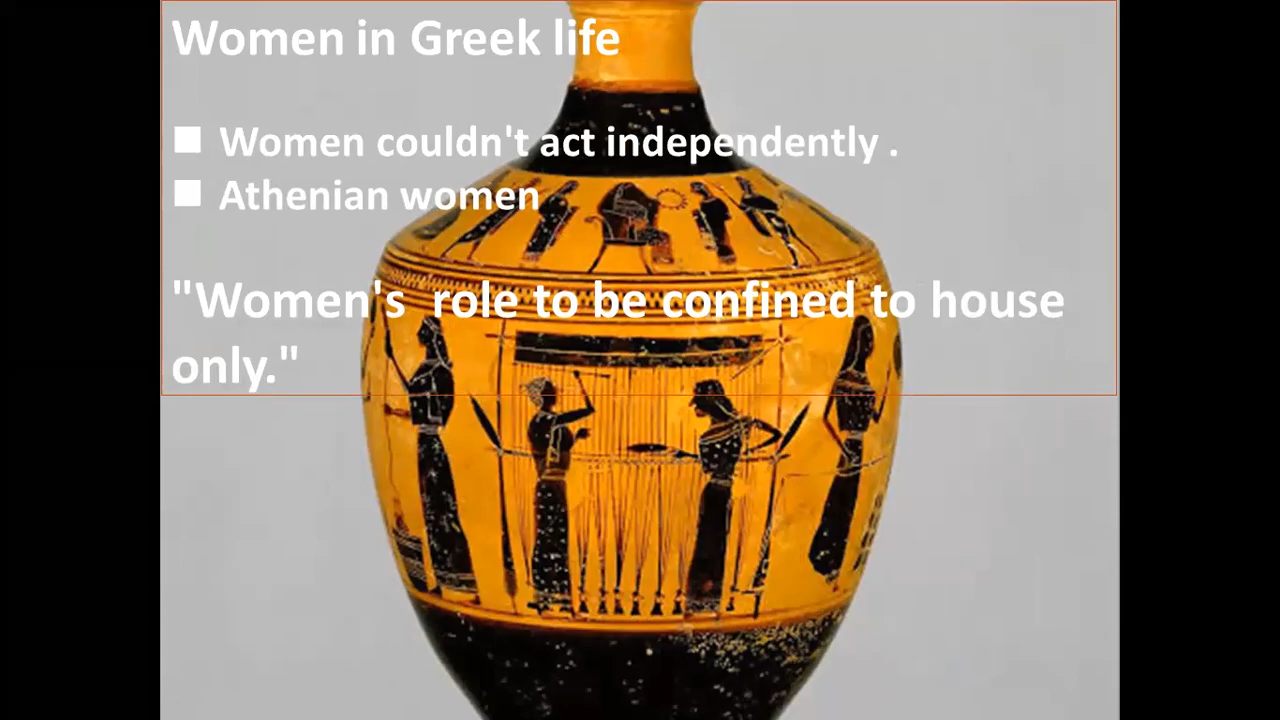 Women in Greek life
■ Women couldn't act independently .
■ Athenian women
"Women's role to be confined to house
only."